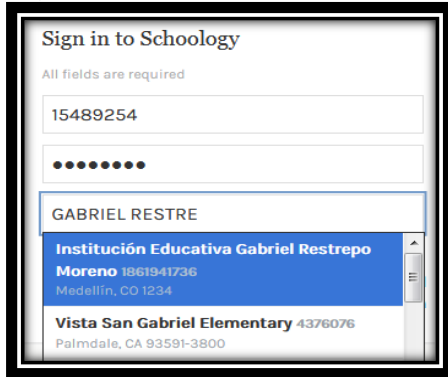 Sign in to Schoology
All fields are required
15489254
●●●●●●●●
GABRIEL RESTRE
Institución Educativa Gabriel Restrepo
Moreno 1861941736
Medellín, CO 1234
Vista San Gabriel Elementary 4376076
Palmdale, CA 93591-3800